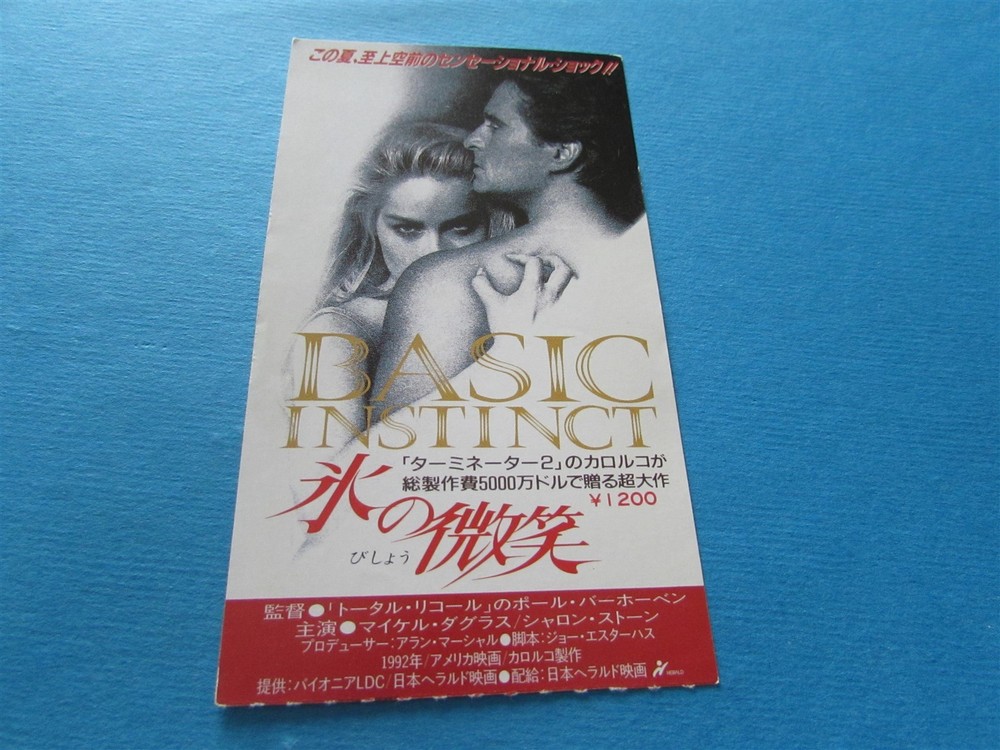 この夏、至上空前のセンセーショナル・ショック!!
BASIC
INSTINCT
「ターミネーター2」のカロルコが
総製作費5000万ドルで贈る超大作
¥1200
氷の微笑
びしょう
監督●「トータル・リコール」のポール・バーホーベン
主演●マイケル・ダグラス/シャロン・ストーン
プロデューサー:アラン・マーシャル●脚本:ジョー・エスターハス
1992年/アメリカ映画/カロルコ製作
提供:パイオニアLDC/日本ヘラルド映画●配給:日本ヘラルド映画 HERALD